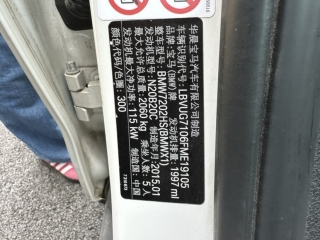 华晨宝马汽车有限公司制造
车辆识别代号: LBVUG7106FME19105
品牌: 宝马(BMW)牌 发动机排量: 1997 ml
整车型号: BMW7202HS(BMWX1)
发动机型号: N20B20C 制造年月: 2015.01
最大允许总质量: 2060 kg 乘坐人数: 5 人
发动机最大净功率: 115 kw 制造国: 中国
颜色代码/色漆: 300